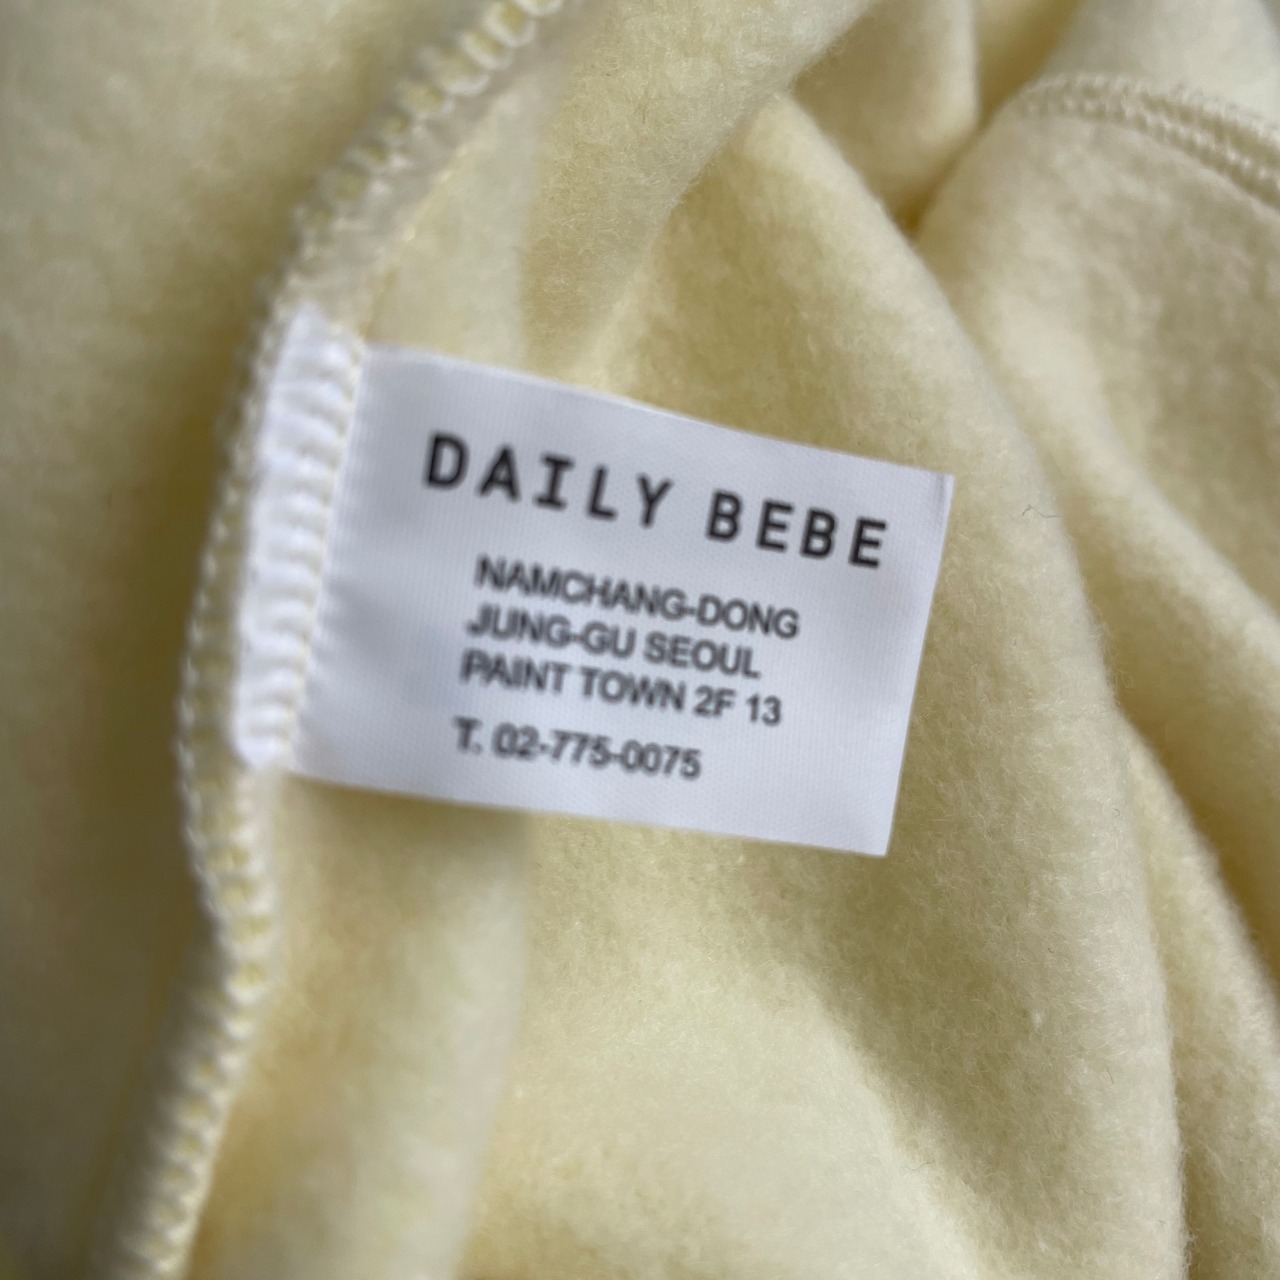 DAILY BEBE
NAMCHANG-DONG
JUNG-GU SEOUL
PAINT TOWN 2F 13
T. 02-775-0075